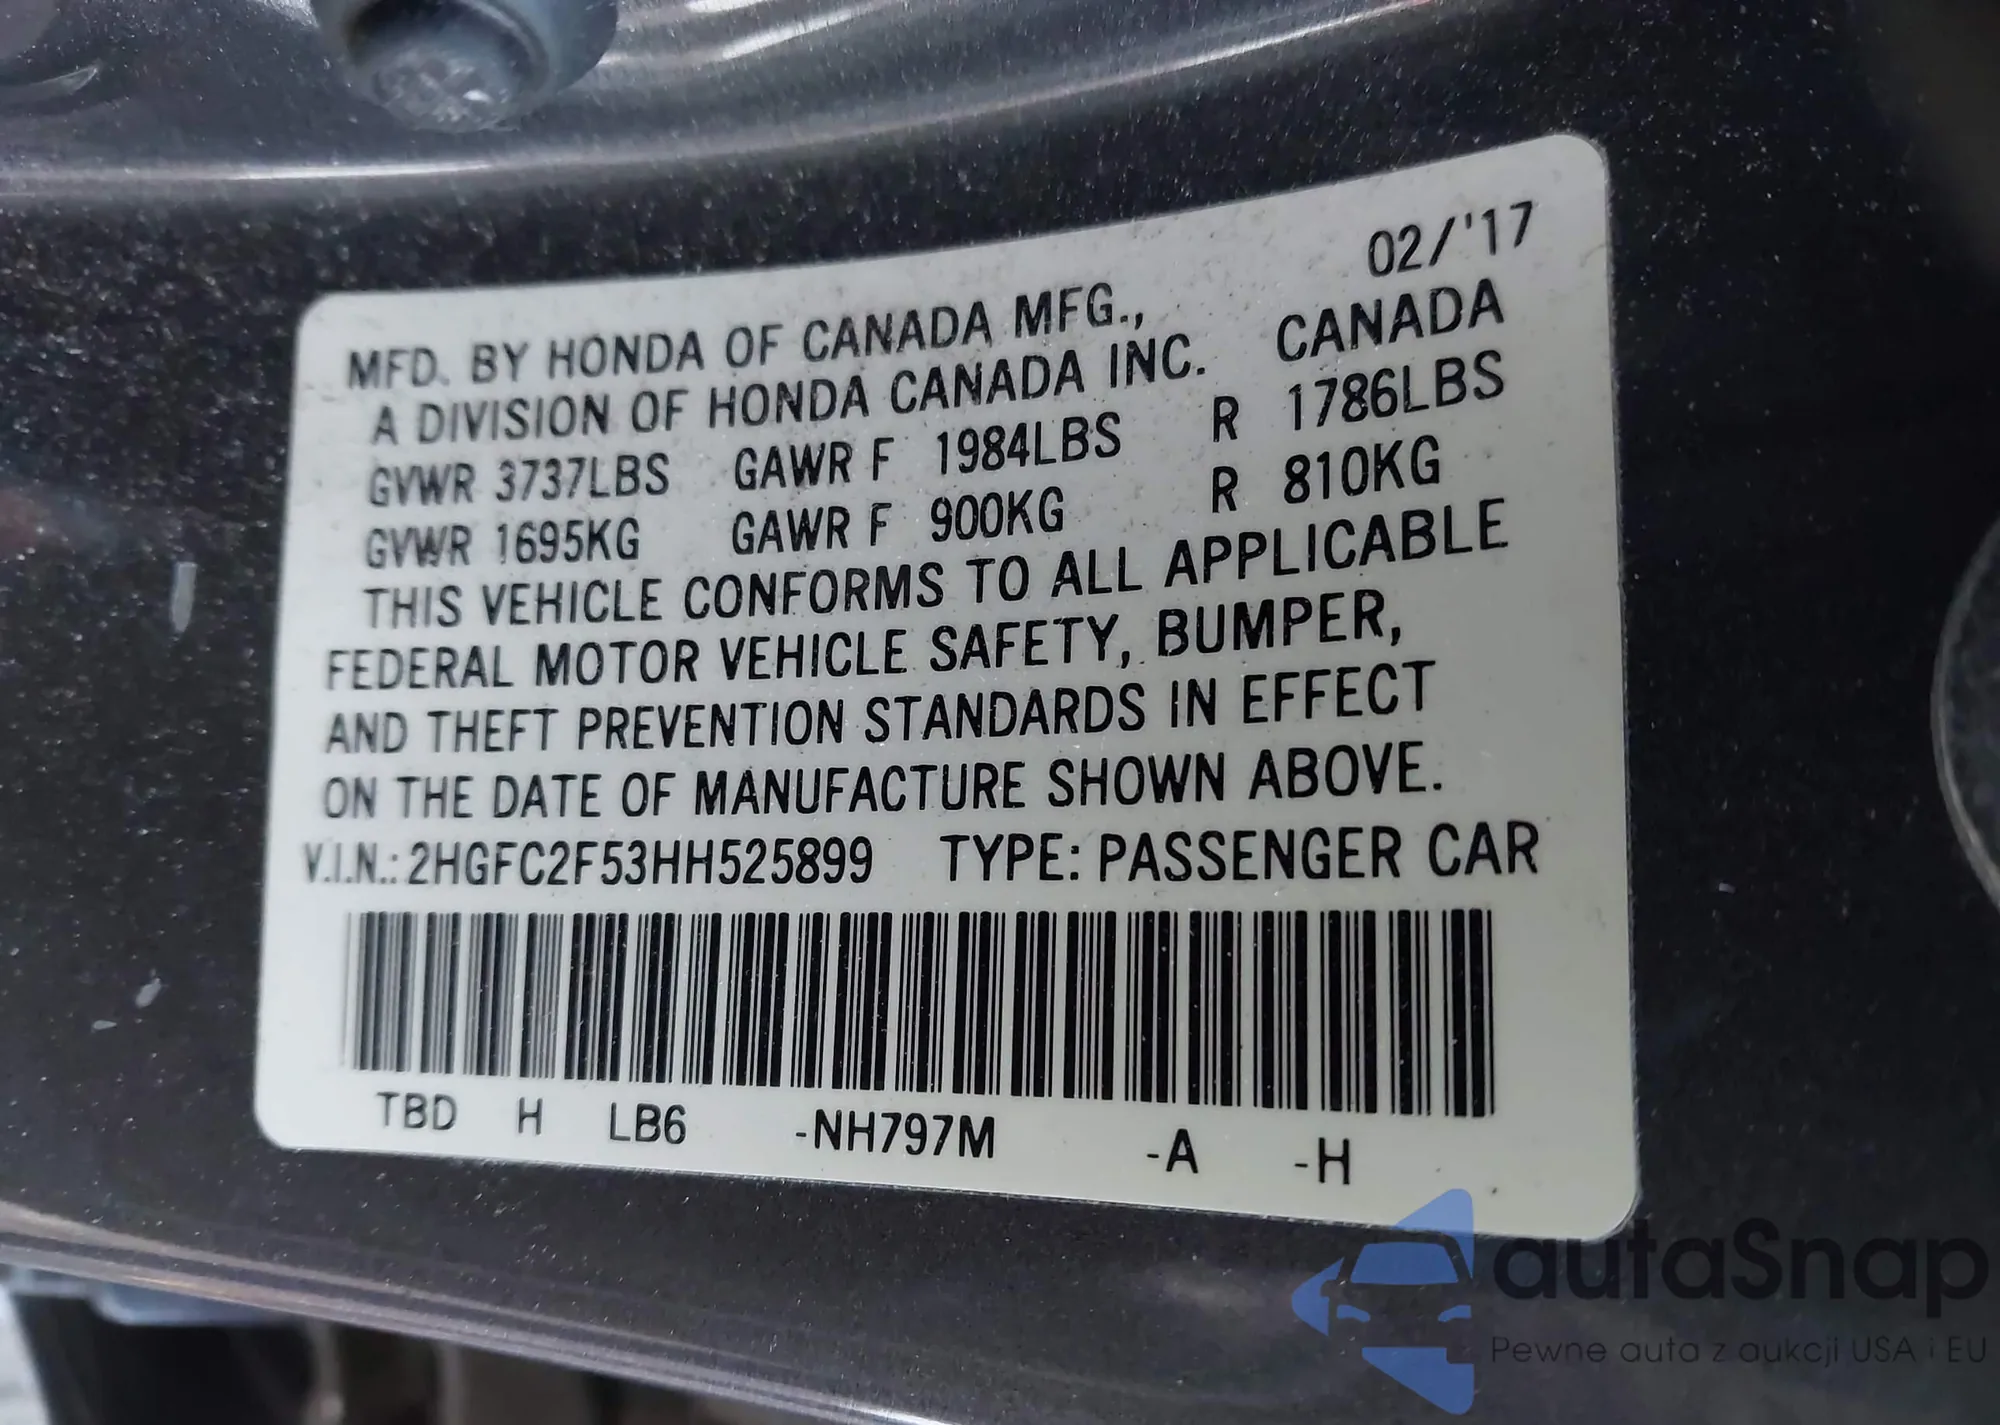 02/'17
MFD. BY HONDA OF CANADA MFG.,
A DIVISION OF HONDA CANADA INC. CANADA
GVWR 3737LBS GAWR F 1984LBS R 1786LBS
GVWR 1695KG GAWR F 900KG R 810KG
THIS VEHICLE CONFORMS TO ALL APPLICABLE
FEDERAL MOTOR VEHICLE SAFETY, BUMPER,
AND THEFT PREVENTION STANDARDS IN EFFECT
ON THE DATE OF MANUFACTURE SHOWN ABOVE.
V.I.N.: 2HGFC2F53HH525899 TYPE: PASSENGER CAR
TBD H LB6 -NH797M -A -H
autaSnap
Pewne auta z aukcji USA i EU